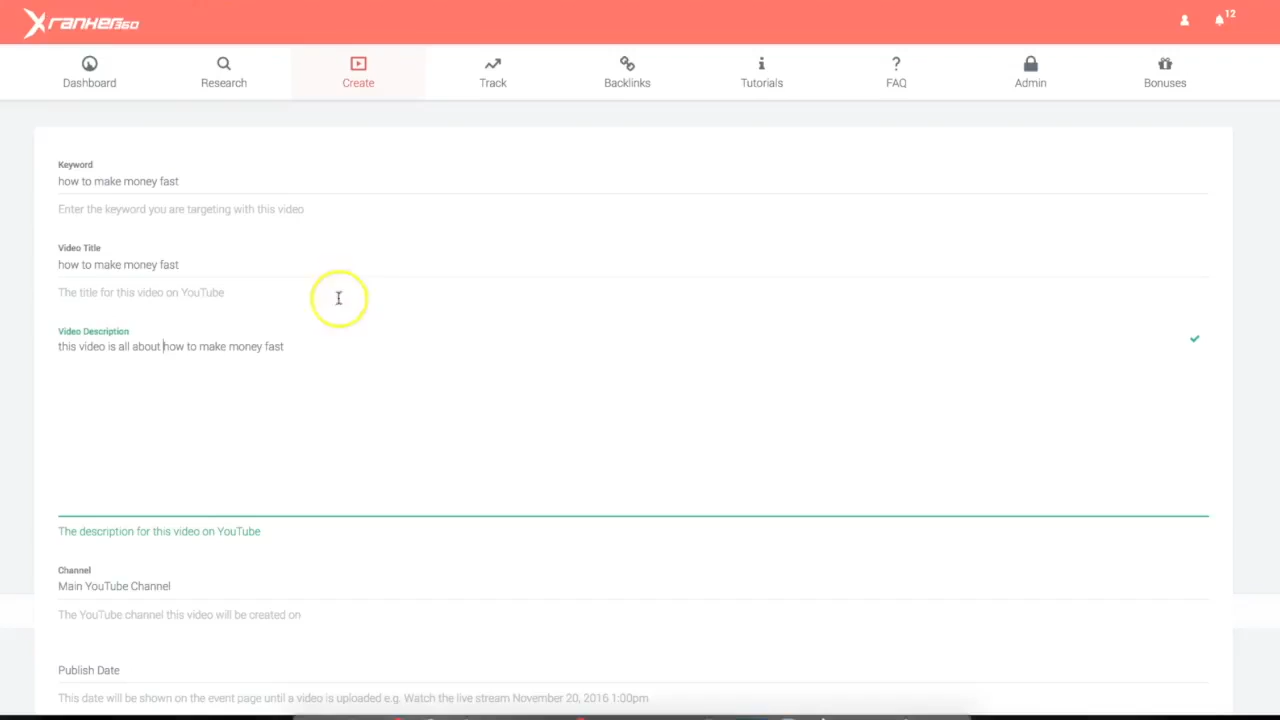 Xranker360
12
Dashboard Research Create Track Backlinks Tutorials FAQ Admin Bonuses
Keyword
how to make money fast
Enter the keyword you are targeting with this video
Video Title
how to make money fast
The title for this video on YouTube
Video Description
this video is all about how to make money fast
The description for this video on YouTube
Channel
Main YouTube Channel
The YouTube channel this video will be created on
Publish Date
This date will be shown on the event page until a video is uploaded e.g. Watch the live stream November 20, 2016 1:00pm